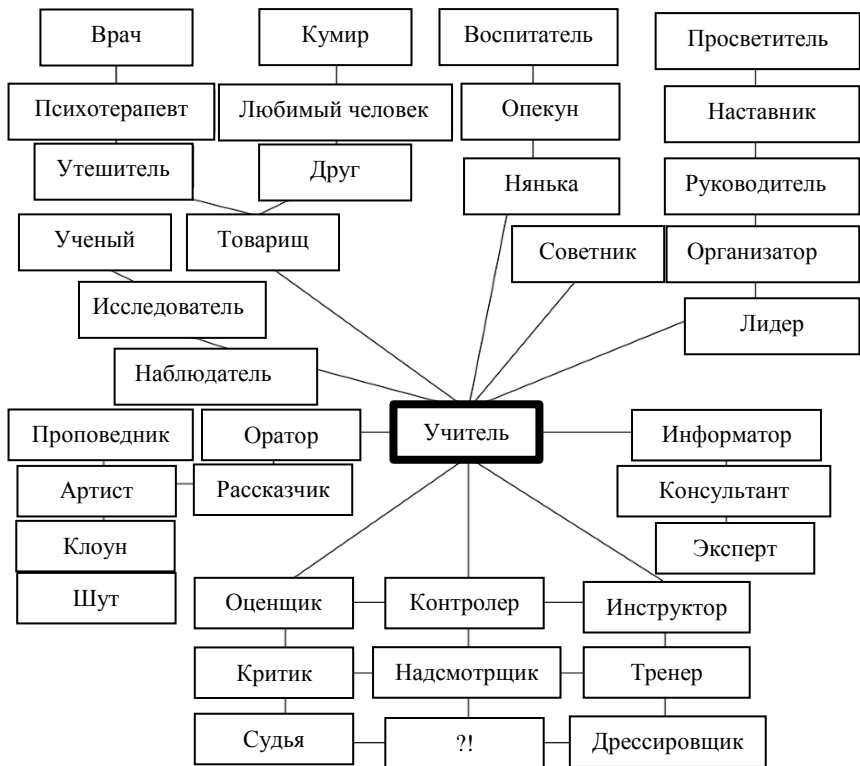 Врач
Кумир
Воспитатель
Просветитель
Психотерапевт
Любимый человек
Опекун
Наставник
Утешитель
Друг
Нянька
Руководитель
Ученый
Товарищ
Советник
Организатор
Исследователь
Лидер
Наблюдатель
Проповедник
Оратор
Учитель
Информатор
Артист
Рассказчик
Консультант
Клоун
Эксперт
Шут
Оценщик
Контролер
Инструктор
Критик
Надсмотрщик
Тренер
Судья
?!
Дрессировщик